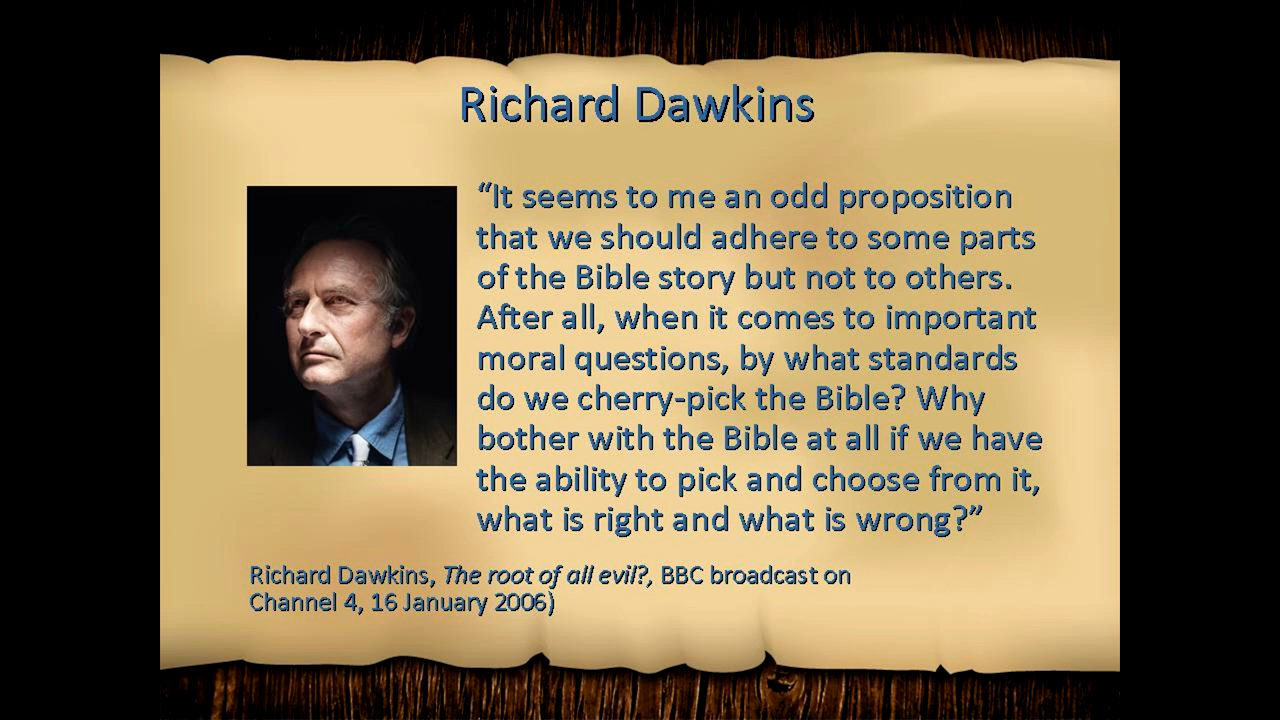 Richard Dawkins
“It seems to me an odd proposition
that we should adhere to some parts
of the Bible story but not to others.
After all, when it comes to important
moral questions, by what standards
do we cherry-pick the Bible? Why
bother with the Bible at all if we have
the ability to pick and choose from it,
what is right and what is wrong?”
Richard Dawkins, The root of all evil?, BBC broadcast on
Channel 4, 16 January 2006)